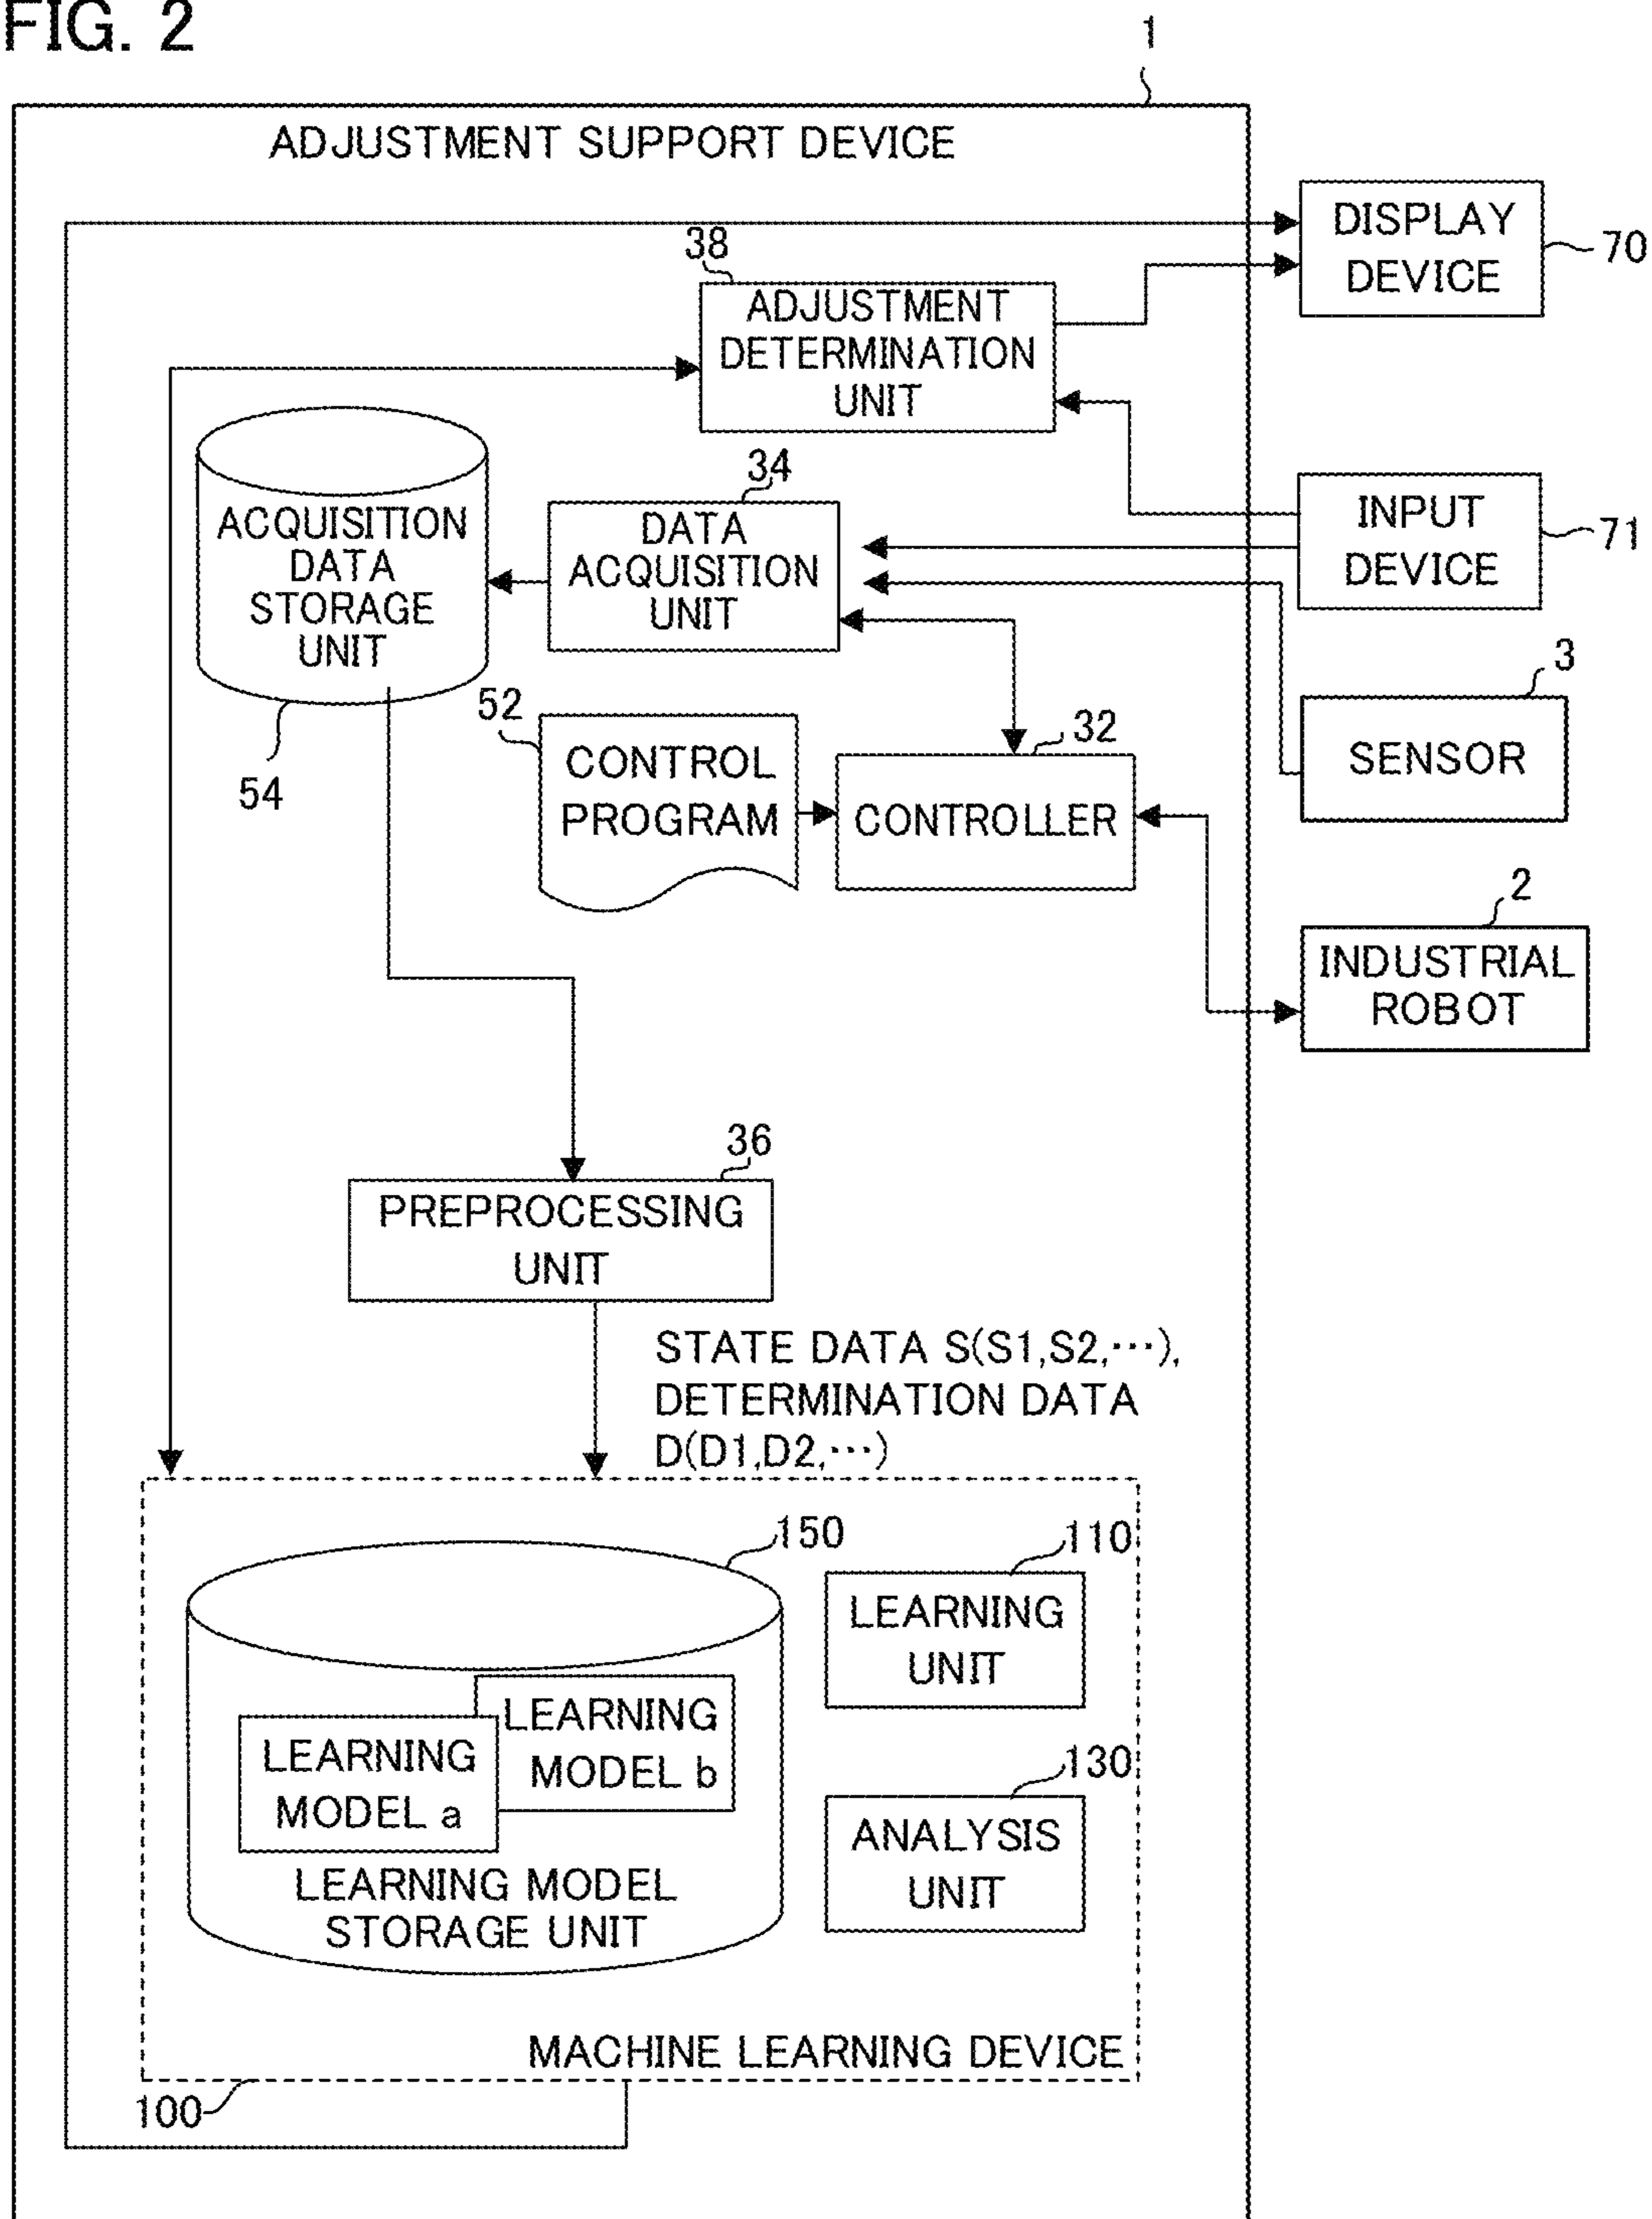 FIG. 2
1
ADJUSTMENT SUPPORT DEVICE
DISPLAY
DEVICE
70
38
ADJUSTMENT
DETERMINATION
UNIT
34
DATA
ACQUISITION
UNIT
ACQUISITION
DATA
STORAGE
UNIT
54
INPUT
DEVICE
71
3
SENSOR
52
CONTROL
PROGRAM
32
CONTROLLER
2
INDUSTRIAL
ROBOT
36
PREPROCESSING
UNIT
STATE DATA S(S1,S2,⋯),
DETERMINATION DATA
D(D1,D2,⋯)
150
LEARNING
MODEL b
LEARNING
MODEL a
LEARNING MODEL
STORAGE UNIT
110
LEARNING
UNIT
130
ANALYSIS
UNIT
MACHINE LEARNING DEVICE
100